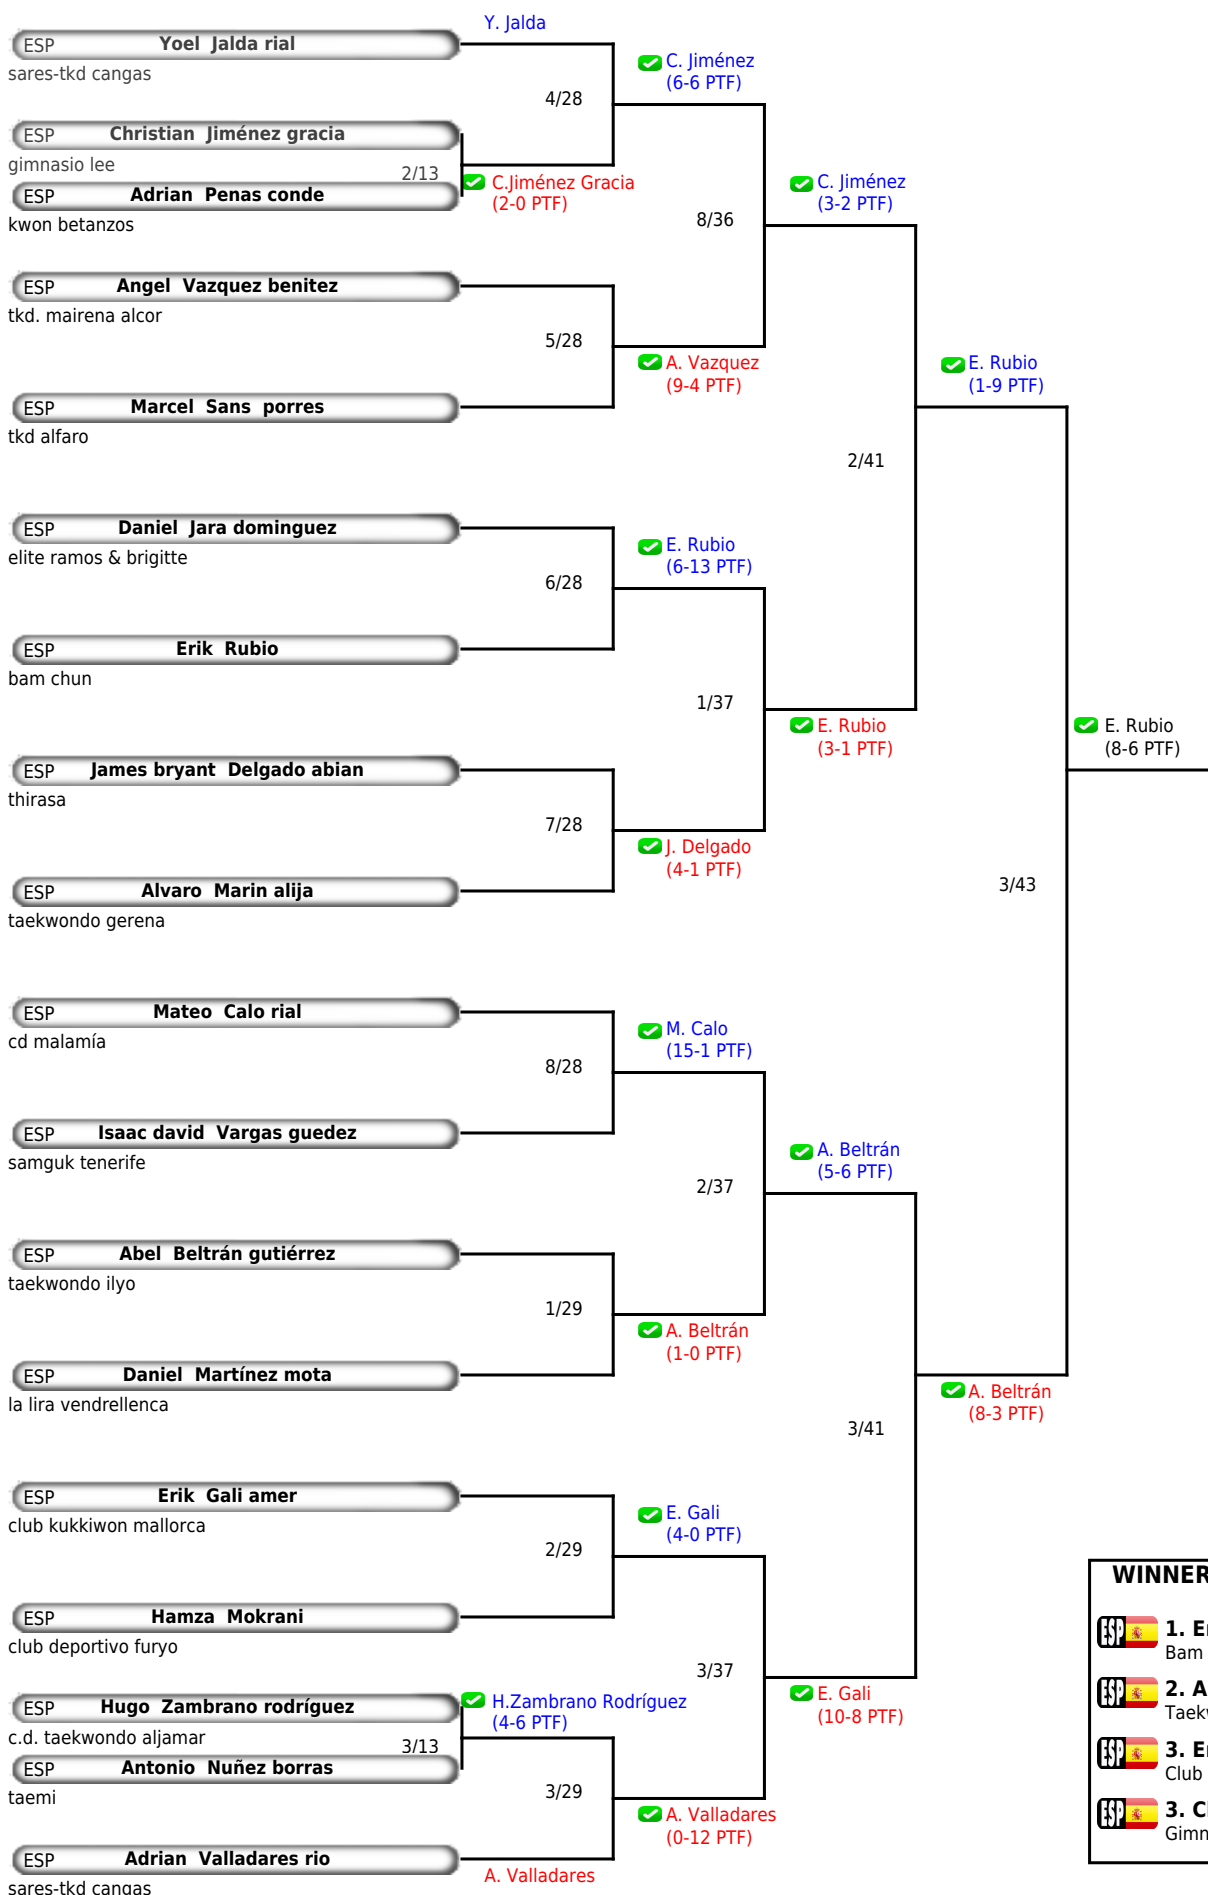 Y. Jalda
ESP Yoel Jalda rial
sares-tkd cangas
C. Jiménez
(6-6 PTF)
4/28
ESP Christian Jiménez gracia
gimnasio lee
2/13
C.Jiménez Gracia
(2-0 PTF)
ESP Adrian Penas conde
kwon betanzos
C. Jiménez
(3-2 PTF)
8/36
ESP Angel Vazquez benitez
tkd. mairena alcor
5/28
A. Vazquez
(9-4 PTF)
E. Rubio
(1-9 PTF)
ESP Marcel Sans porres
tkd alfaro
2/41
ESP Daniel Jara dominguez
elite ramos & brigitte
E. Rubio
(6-13 PTF)
6/28
ESP Erik Rubio
bam chun
1/37
E. Rubio
(3-1 PTF)
E. Rubio
(8-6 PTF)
ESP James bryant Delgado abian
thirasa
7/28
J. Delgado
(4-1 PTF)
ESP Alvaro Marin alija
taekwondo gerena
3/43
ESP Mateo Calo rial
cd malamía
M. Calo
(15-1 PTF)
8/28
ESP Isaac david Vargas guedez
samguk tenerife
A. Beltrán
(5-6 PTF)
2/37
ESP Abel Beltrán gutiérrez
taekwondo ilyo
1/29
A. Beltrán
(1-0 PTF)
ESP Daniel Martínez mota
la lira vendrellenca
A. Beltrán
(8-3 PTF)
3/41
ESP Erik Gali amer
club kukkiwon mallorca
E. Gali
(4-0 PTF)
2/29
ESP Hamza Mokrani
club deportivo furyo
3/37
E. Gali
(10-8 PTF)
ESP Hugo Zambrano rodríguez
c.d. taekwondo aljamar
H.Zambrano Rodríguez
(4-6 PTF)
3/13
ESP Antonio Nuñez borras
taemi
3/29
A. Valladares
(0-12 PTF)
ESP Adrian Valladares rio
sares-tkd cangas
A. Valladares
WINNER
ESP 1. E
Bam
ESP 2. A
Taek
ESP 3. E
Club
ESP 3. C
Gim